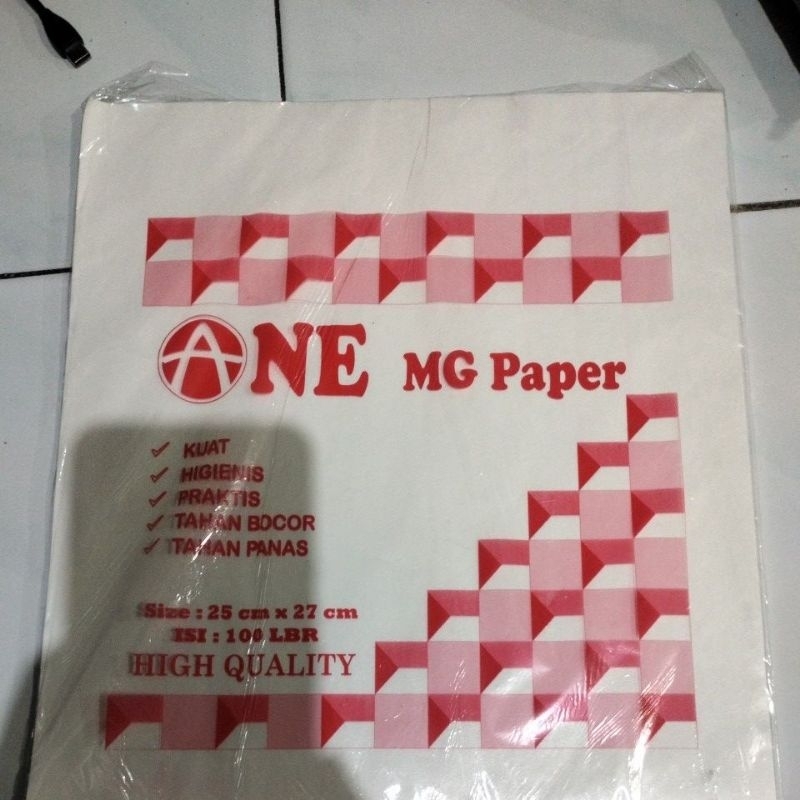 ANE MG Paper
KUAT
HIGIENIS
PRAKTIS
TAHAN BOCOR
TAHAN PANAS
Size : 25 cm x 27 cm
ISI : 100 LBR
HIGH QUALITY